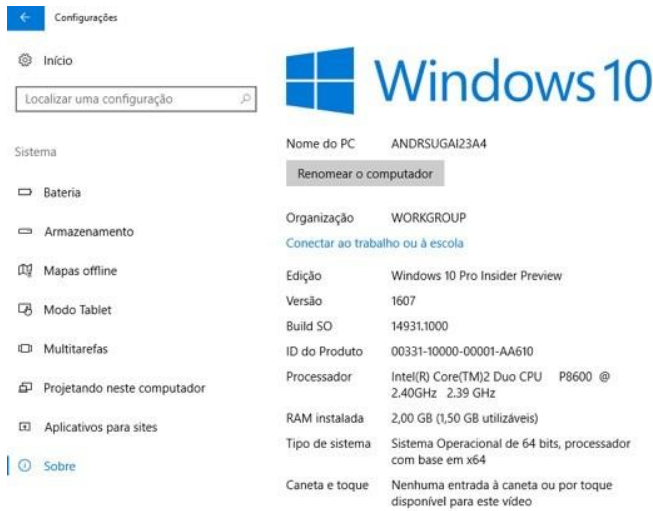 Configurações
Início
Localizar uma configuração
Sistema
Bateria
Armazenamento
Mapas offline
Modo Tablet
Multitarefas
Projetando neste computador
Aplicativos para sites
Sobre
Windows 10
Nome do PC ANDRSUGAI23A4
Renomear o computador
Organização WORKGROUP
Conectar ao trabalho ou à escola
Edição Windows 10 Pro Insider Preview
Versão 1607
Build SO 14931.1000
ID do Produto 00331-10000-00001-AA610
Processador Intel(R) Core(TM)2 Duo CPU P8600 @
2.40GHz 2.39 GHz
RAM instalada 2,00 GB (1,50 GB utilizáveis)
Tipo de sistema Sistema Operacional de 64 bits, processador
com base em x64
Caneta e toque Nenhuma entrada à caneta ou por toque
disponível para este vídeo